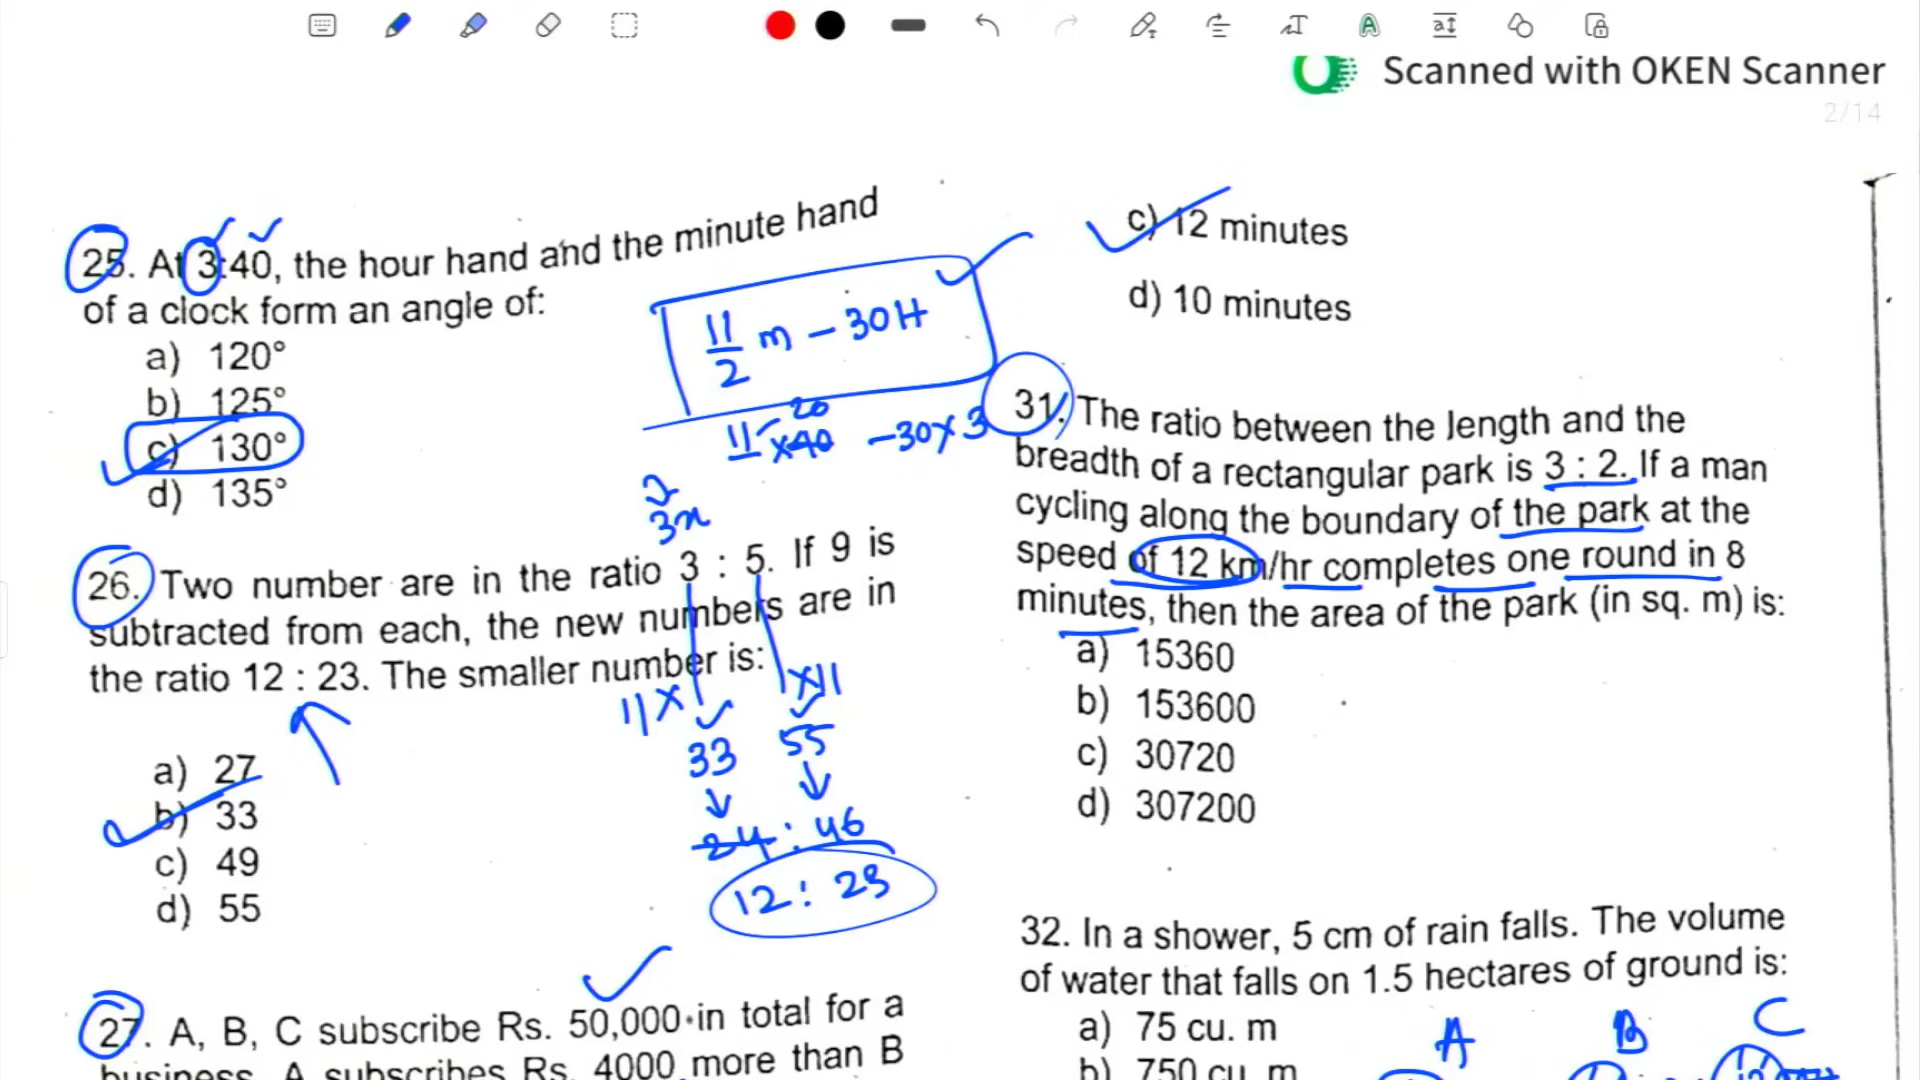 Scanned with OKEN Scanner
2/14
25. At 3:40, the hour hand and the minute hand
of a clock form an angle of:
a) 120°
b) 125°
c) 130°
d) 135°
11/2 m - 30H
20
11 × 40 - 30 × 3
3x
26. Two number are in the ratio 3 : 5. If 9 is
subtracted from each, the new numbers are in
the ratio 12 : 23. The smaller number is:
11× ×11
33 55
24 : 46
12 : 23
a) 27
b) 33
c) 49
d) 55
27. A, B, C subscribe Rs. 50,000 in total for a
business. A subscribes Rs. 4000 more than B
c) 12 minutes
d) 10 minutes
31. The ratio between the length and the
breadth of a rectangular park is 3 : 2. If a man
cycling along the boundary of the park at the
speed of 12 km/hr completes one round in 8
minutes, then the area of the park (in sq. m) is:
a) 15360
b) 153600
c) 30720
d) 307200
32. In a shower, 5 cm of rain falls. The volume
of water that falls on 1.5 hectares of ground is:
a) 75 cu. m
b) 750 cu. m
A B C